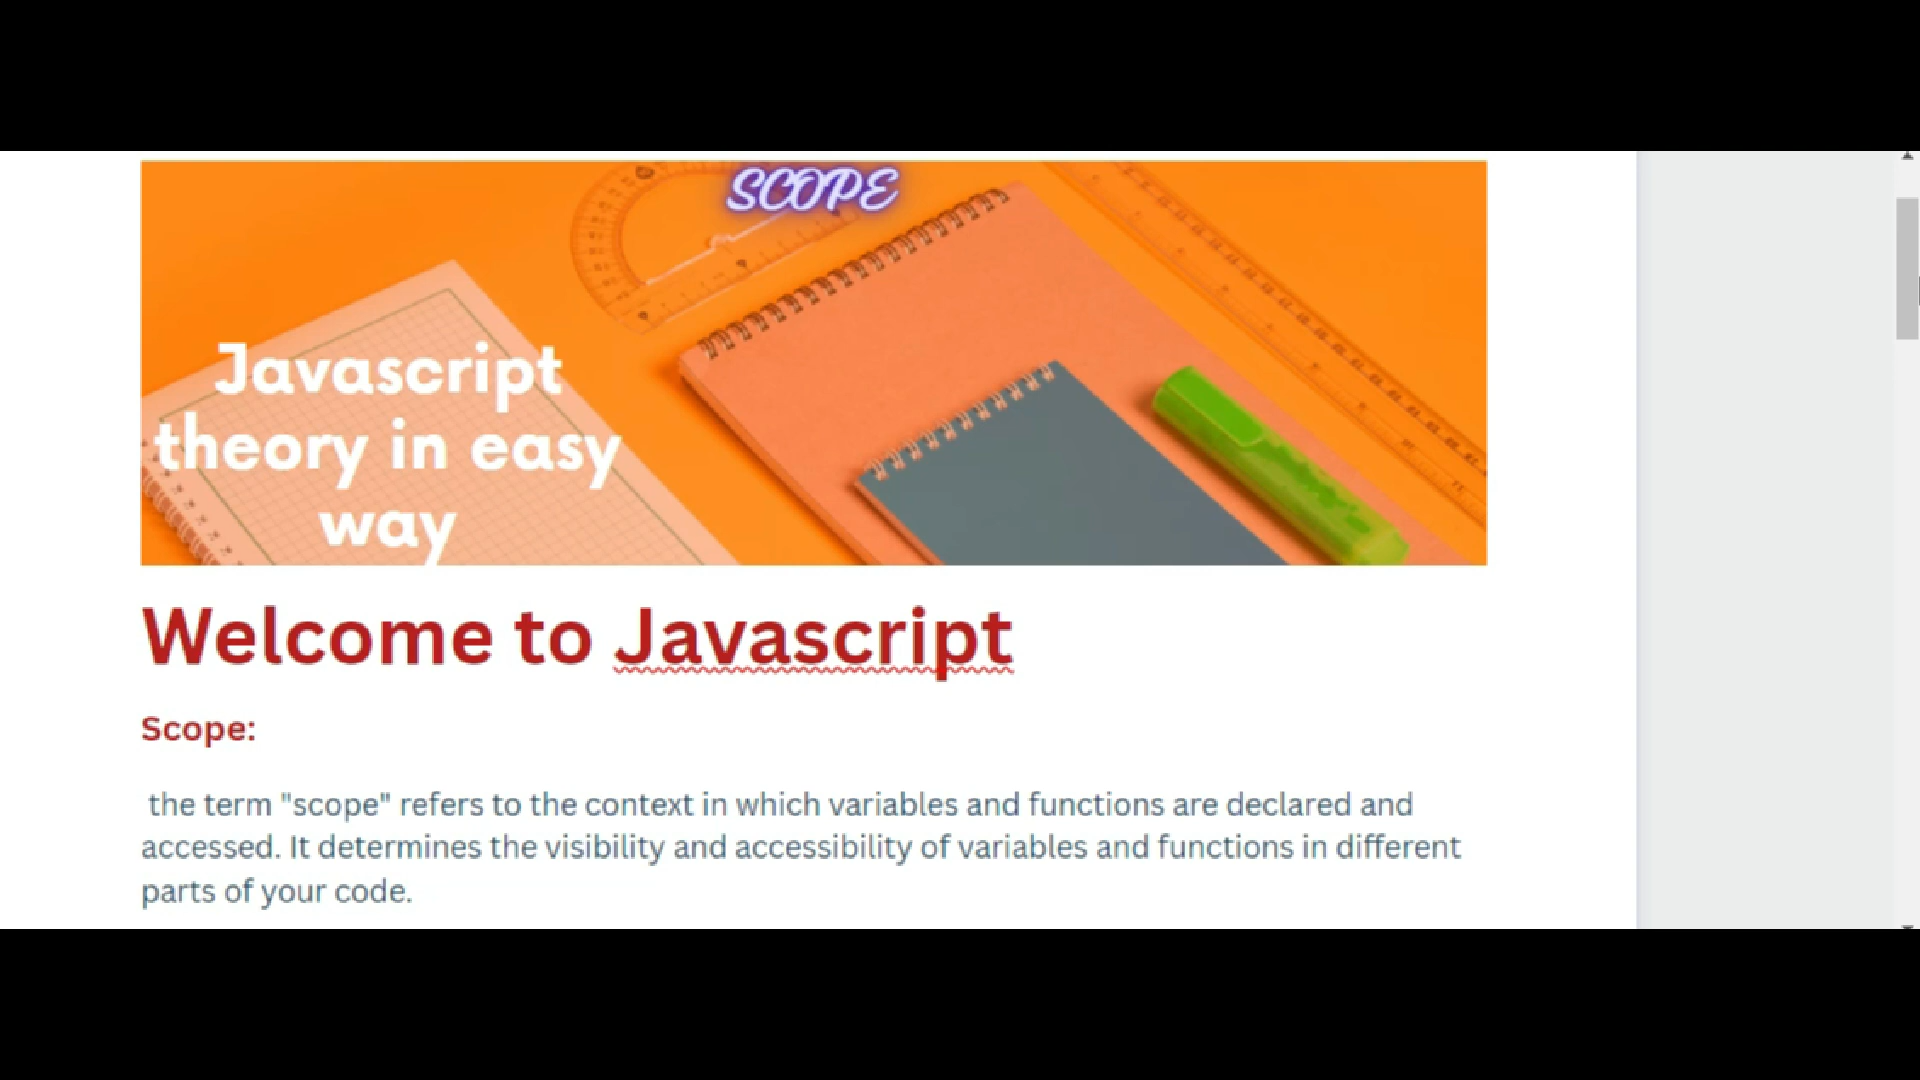 SCOPE
Javascript
theory in easy
way
Welcome to Javascript
Scope:
the term "scope" refers to the context in which variables and functions are declared and
accessed. It determines the visibility and accessibility of variables and functions in different
parts of your code.